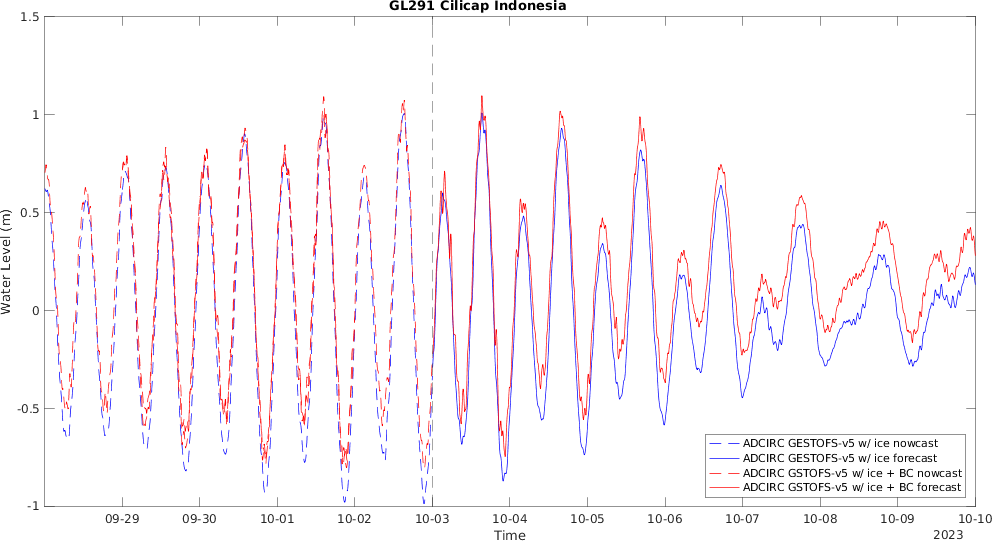 GL291 Cilicap Indonesia
1.5
1
0.5
0
-0.5
-1
Water Level (m)
09-29 09-30 10-01 10-02 10-03 10-04 10-05 10-06 10-07 10-08 10-09 10-10
Time
2023
ADCIRC GESTOFS-v5 w/ ice nowcast
ADCIRC GESTOFS-v5 w/ ice forecast
ADCIRC GSTOFS-v5 w/ ice + BC nowcast
ADCIRC GSTOFS-v5 w/ ice + BC forecast